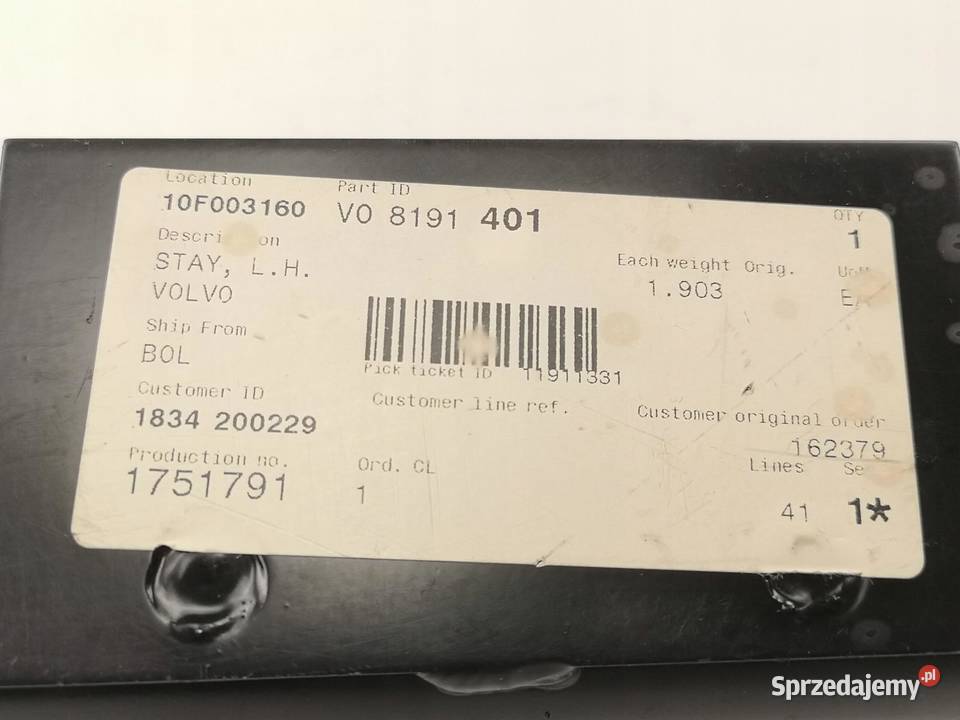 Location Part ID QTY
10F003160 VO 8191 401 1
Description Each weight Orig. UoM
STAY, L.H. 1.903
VOLVO
Ship From
BOL
Pick ticket ID 11911331
Customer ID Customer line ref. Customer original order
1834 200229 162379
Production no. Ord. CL Lines Se
1751791 1 41 1*
Sprzedajemy.pl